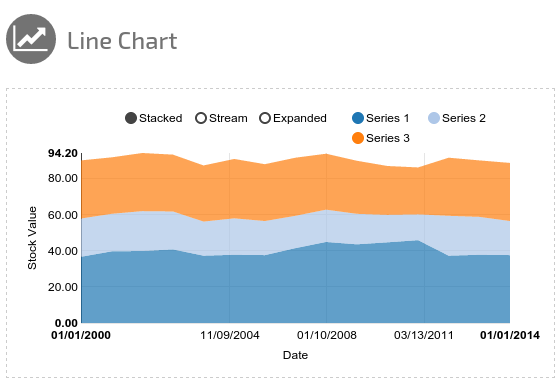 Line Chart
Stacked Stream Expanded Series 1 Series 2
Series 3
94.20
80.00
60.00
40.00
20.00
0.00
Stock Value
01/01/2000 11/09/2004 01/10/2008 03/13/2011 01/01/2014
Date